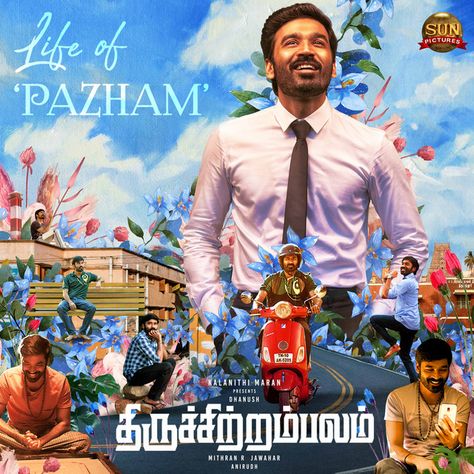 Life of
'PAZHAM'
SUN
PICTURES
KALANITHI MARAN
PRESENTS
DHANUSH
திருச்சிற்றம்பலம்
MITHRAN R JAWAHAR
ANIRUDH